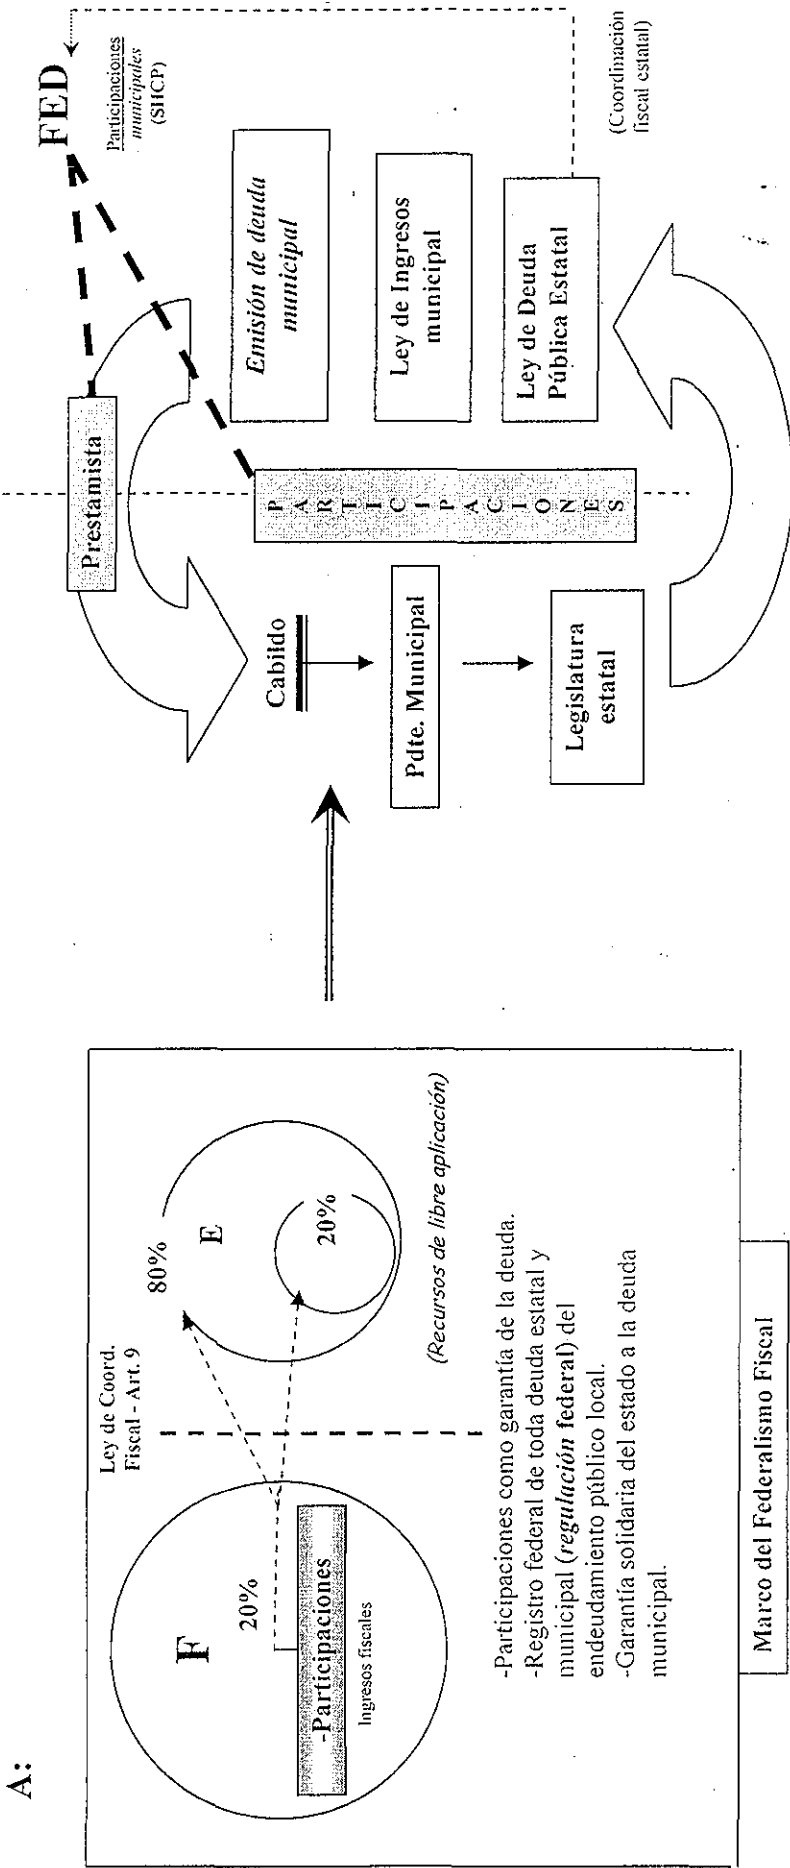 A:
Ley de Coord.
Fiscal - Art. 9
F
20%
-Participaciones
Ingresos fiscales
80%
E
20%
(Recursos de libre aplicación)
-Participaciones como garantía de la deuda.
-Registro federal de toda deuda estatal y
municipal (regulación federal) del
endeudamiento público local.
-Garantía solidaria del estado a la deuda
municipal.
Marco del Federalismo Fiscal
Prestamista
FED
Participaciones
municipales
(SHCP)
Cabildo
Pdte. Municipal
Legislatura
estatal
PARTICIPACIONES
Emisión de deuda
municipal
Ley de Ingresos
municipal
Ley de Deuda
Pública Estatal
(Coordinación
fiscal estatal)